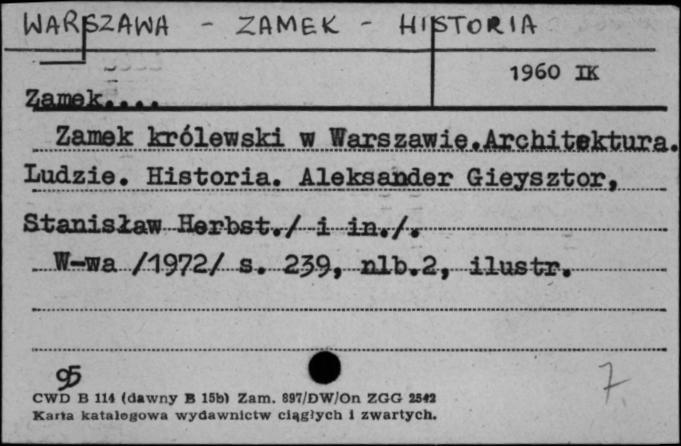 WARSZAWA - ZAMEK - HISTORIA
1960 IK
Zamek....
Zamek królewski w Warszawie.Architektura.
Ludzie. Historia. Aleksander Gieysztor,
Stanisław Herbst./ i in./.
W-wa /1972/ s. 239, nlb.2, ilustr.
95
7
CWD B 114 (dawny B 15b) Zam. 897/DW/On ZGG 2542
Karta katalogowa wydawnictw ciągłych i zwartych.